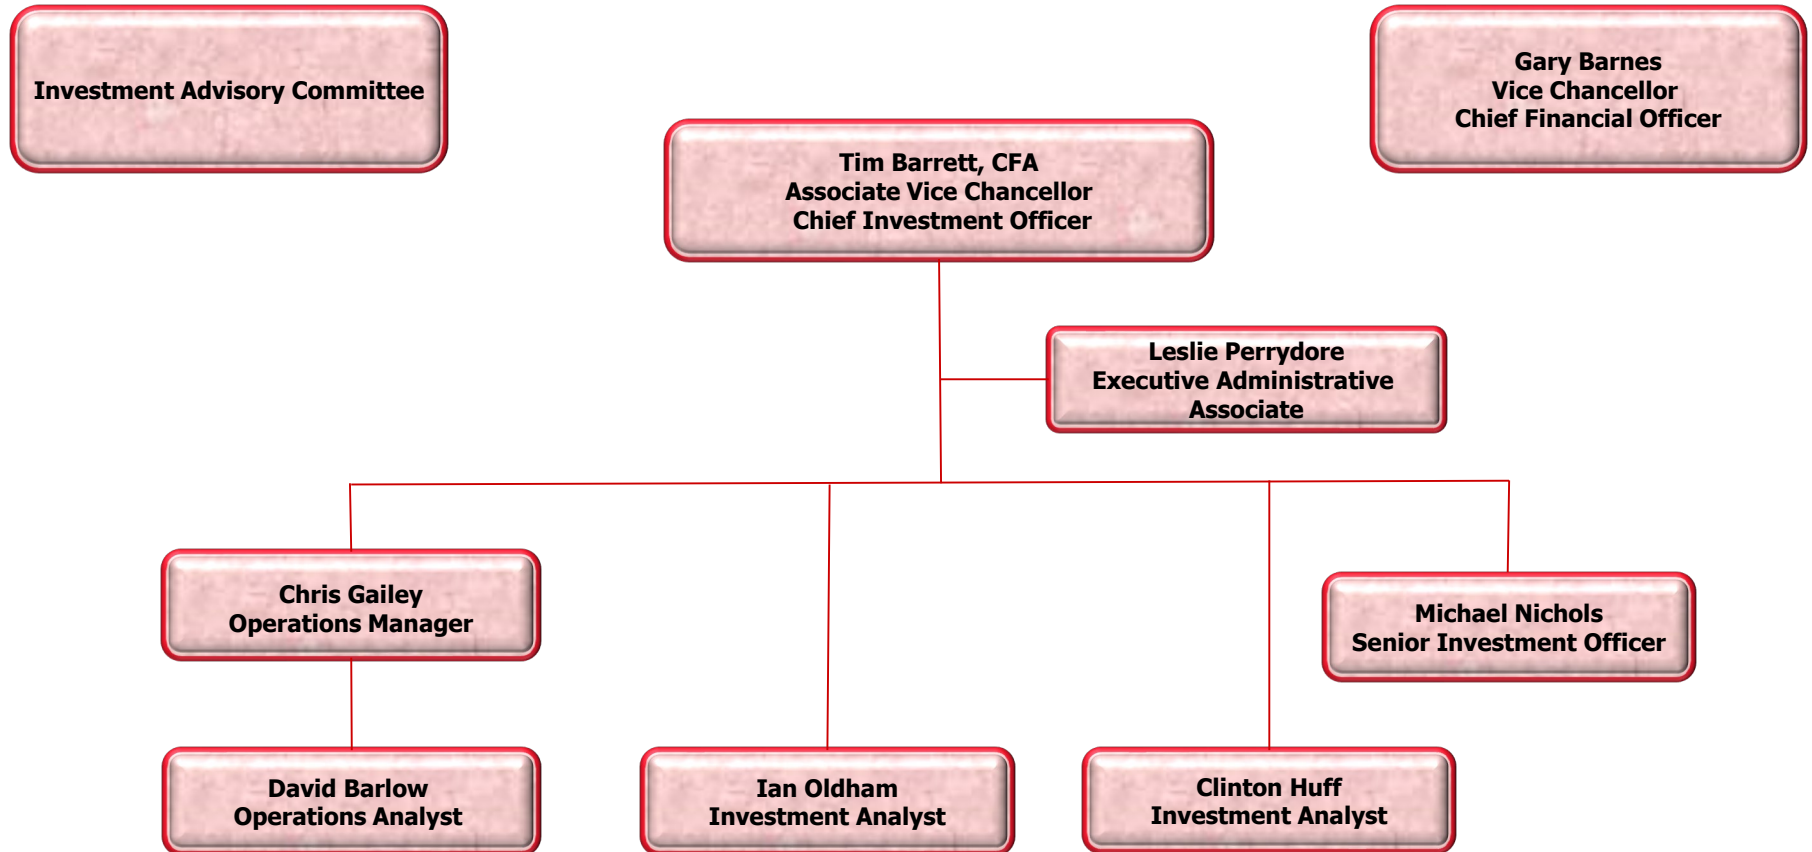 Investment Advisory Committee
Gary Barnes
Vice Chancellor
Chief Financial Officer
Tim Barrett, CFA
Associate Vice Chancellor
Chief Investment Officer
Leslie Perrydore
Executive Administrative
Associate
Chris Gailey
Operations Manager
Michael Nichols
Senior Investment Officer
David Barlow
Operations Analyst
Ian Oldham
Investment Analyst
Clinton Huff
Investment Analyst